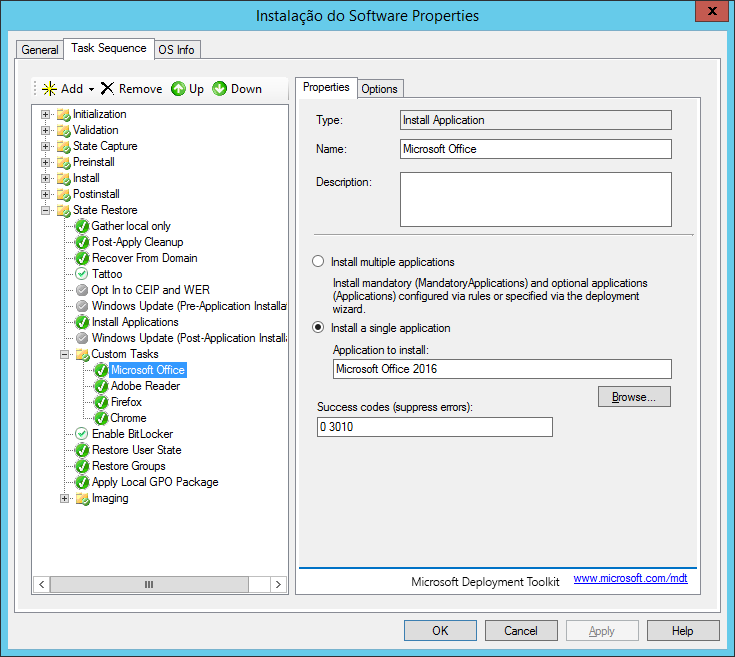 Instalação do Software Properties
X
General
Task Sequence
OS Info
Add
Remove
Up
Down
Initialization
Validation
State Capture
Preinstall
Install
Postinstall
State Restore
Gather local only
Post-Apply Cleanup
Recover From Domain
Tattoo
Opt In to CEIP and WER
Windows Update (Pre-Application Installa
Install Applications
Windows Update (Post-Application Install
Custom Tasks
Microsoft Office
Adobe Reader
Firefox
Chrome
Enable BitLocker
Restore User State
Restore Groups
Apply Local GPO Package
Imaging
Properties
Options
Type:
Install Application
Name:
Microsoft Office
Description:
Install multiple applications
Install mandatory (MandatoryApplications) and optional applications
(Applications) configured via rules or specified via the deployment
wizard.
Install a single application
Application to install:
Microsoft Office 2016
Browse...
Success codes (suppress errors):
0 3010
Microsoft Deployment Toolkit
www.microsoft.com/mdt
OK
Cancel
Apply
Help